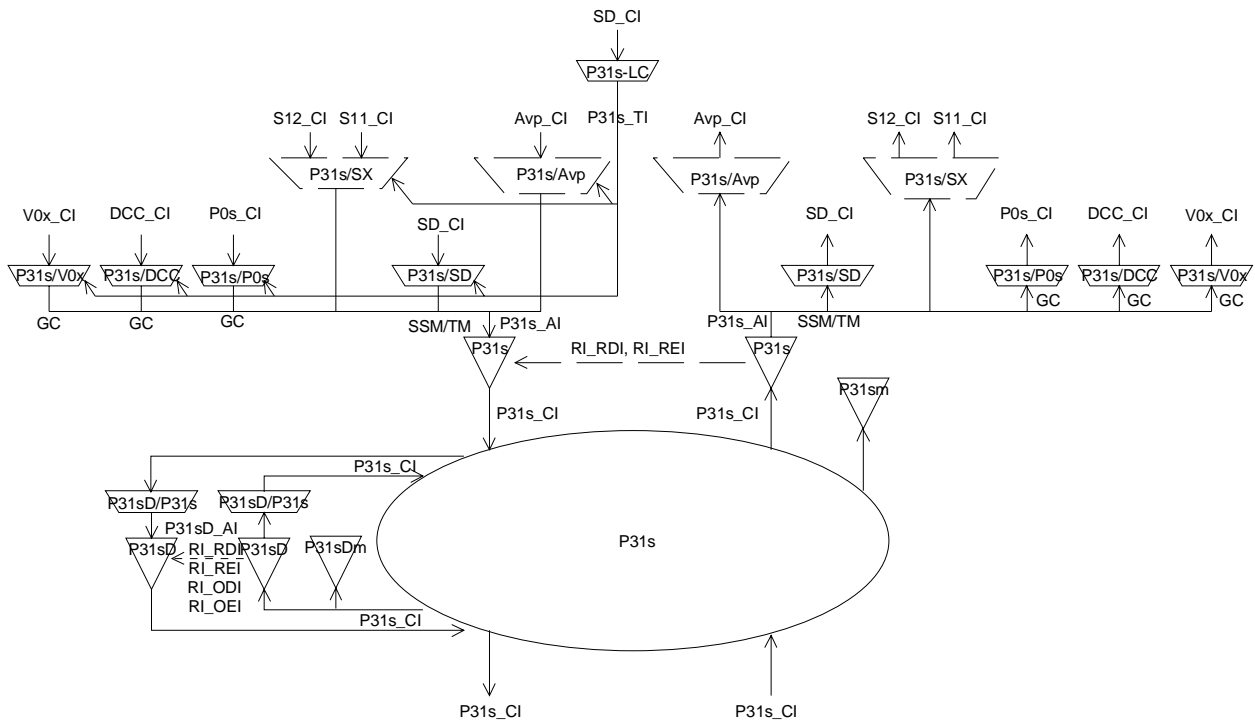 SD_CI
P31s-LC
S12_CI S11_CI Avp_CI P31s_TI Avp_CI S12_CI S11_CI
P31s/SX P31s/Avp P31s/Avp P31s/SX
V0x_CI DCC_CI P0s_CI SD_CI SD_CI P0s_CI DCC_CI V0x_CI
P31s/V0x P31s/DCC P31s/P0s P31s/SD P31s/SD P31s/P0s P31s/DCC P31s/V0x
GC GC GC SSM/TM P31s_AI P31s_AI SSM/TM GC GC GC
P31s RI_RDI, RI_REI P31s
P31sm
P31s_CI P31s_CI
P31s_CI
P31sD/P31s P31sD/P31s
P31sD_AI
P31sD RI_RDI P31sD P31sDm P31s
RI_REI
RI_ODI
RI_OEI
P31s_CI
P31s_CI P31s_CI